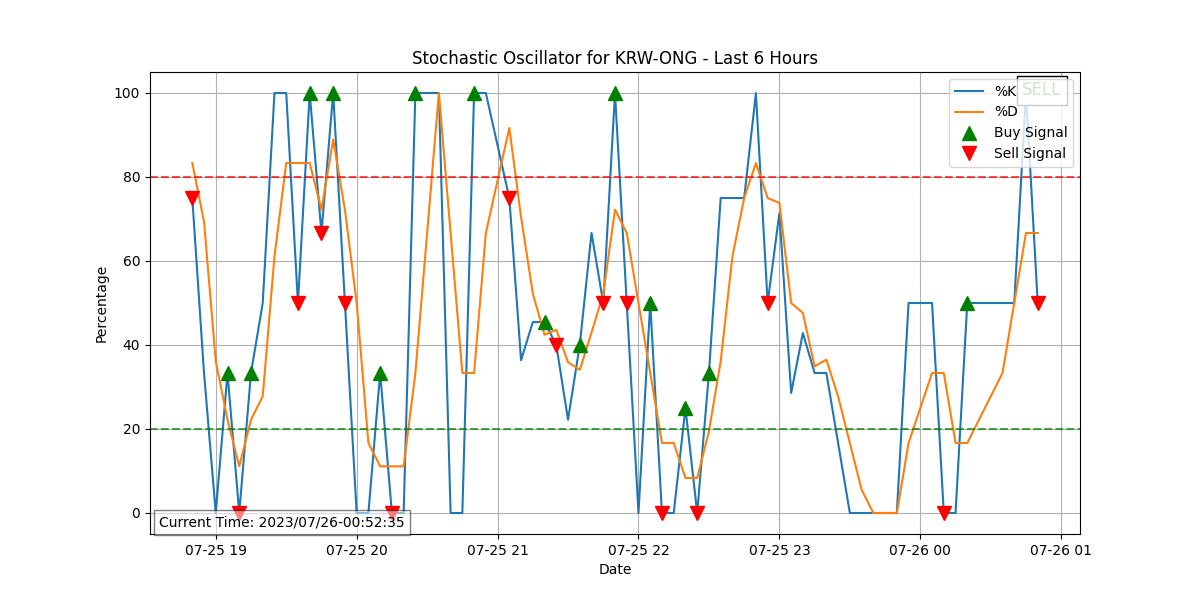 Stochastic Oscillator for KRW-ONG - Last 6 Hours
100
80
60
40
20
0
Percentage
%K
%D
Buy Signal
Sell Signal
SELL
Current Time: 2023/07/26-00:52:35
07-25 19
07-25 20
07-25 21
07-25 22
07-25 23
07-26 00
07-26 01
Date